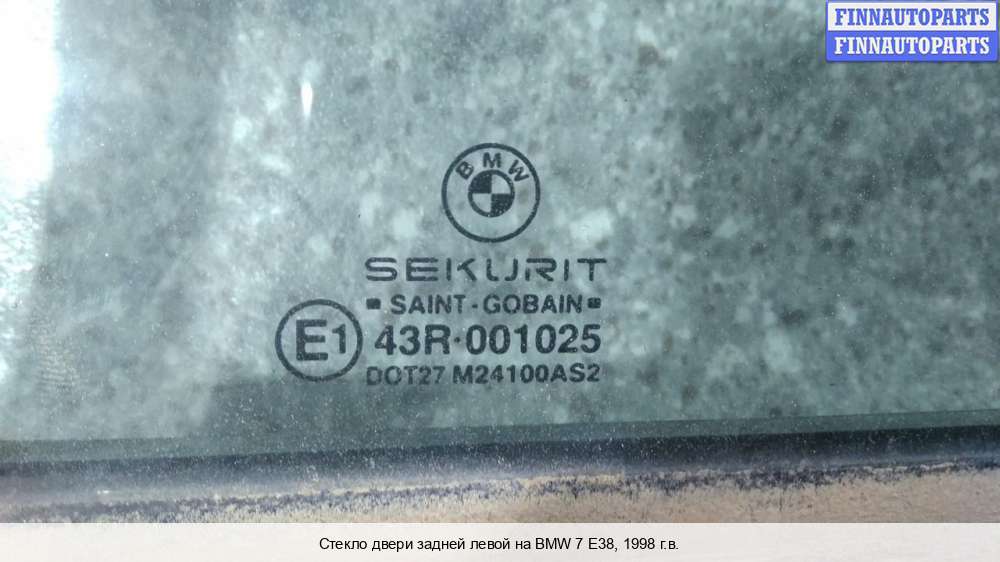 FINNAUTOPARTS
FINNAUTOPARTS
BMW
SEKURIT
SAINT-GOBAIN
E1 43R·001025
DOT27 M24100AS2
Стекло двери задней левой на BMW 7 E38, 1998 г.в.